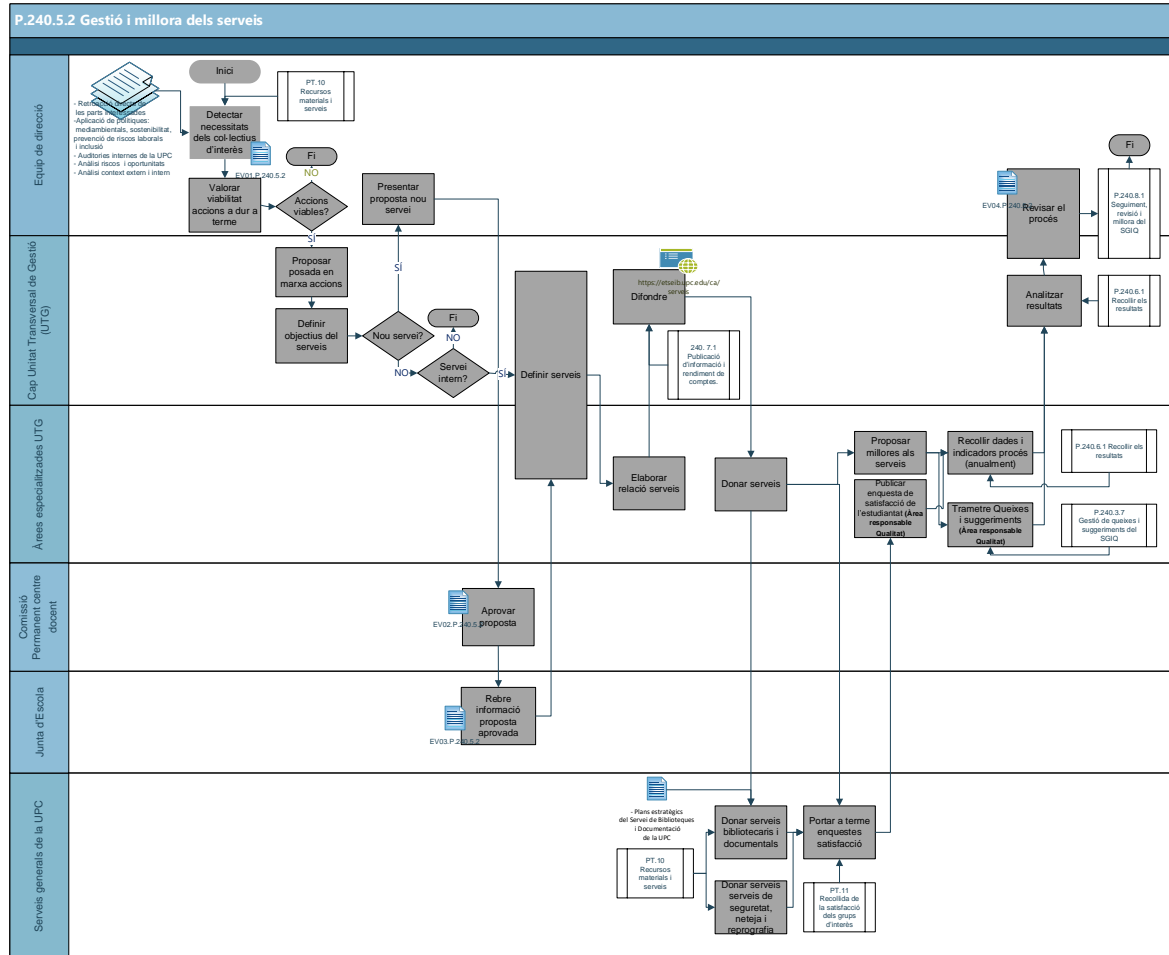 P.240.5.2 Gestió i millora dels serveis
Equip de direcció
- Retroacció directa de
les parts interessades
-Aplicació de polítiques:
mediambientals, sostenibilitat,
prevenció de riscos laborals
i inclusió
- Auditories internes de la UPC
- Anàlisi riscos i oportunitats
- Anàlisi context extern i intern
Inici
PT.10
Recursos
materials i
serveis
Detectar
necessitats
dels col·lectius
d'interès
EV01.P.240.5.2
Valorar
viabilitat
accions a dur a
terme
Fi
NO
Accions
viables?
SÍ
Presentar
proposta nou
servei
Fi
EV04.P.240.5.2
Revisar el
procés
P.240.8.1
Seguiment,
revisió i
millora del
SGIQ
Cap Unitat Transversal de Gestió
(UTG)
Proposar
posada en
marxa accions
Definir
objectius del
serveis
SÍ
Nou servei?
NO
Fi
NO
Servei
intern?
SÍ
Definir serveis
https://etseib.upc.edu/ca/
serveis
Difondre
240. 7.1
Publicació
d'informació i
rendiment de
comptes.
Analitzar
resultats
P.240.6.1
Recollir els
resultats
Àrees especialitzades UTG
Elaborar
relació serveis
Donar serveis
Proposar
millores als
serveis
Publicar
enquesta de
satisfacció de
l'estudiantat (Àrea
responsable
Qualitat)
Recollir dades i
indicadors procés
(anualment)
Trametre Queixes
i suggeriments
(Àrea responsable
Qualitat)
P.240.6.1 Recollir els
resultats
P.240.3.7
Gestió de queixes i
suggeriments del
SGIQ
Comissió
Permanent centre
docent
EV02.P.240.5.2
Aprovar
proposta
Junta d'Escola
EV03.P.240.5.2
Rebre
informació
proposta
aprovada
Serveis generals de la UPC
- Plans estratègics
del Servei de Biblioteques
i Documentació
de la UPC
PT.10
Recursos
materials i
serveis
Donar serveis
bibliotecaris i
documentals
Donar serveis
serveis de
seguretat,
neteja i
reprografia
Portar a terme
enquestes
satisfacció
PT.11
Recollida de
la satisfacció
dels grups
d'interès